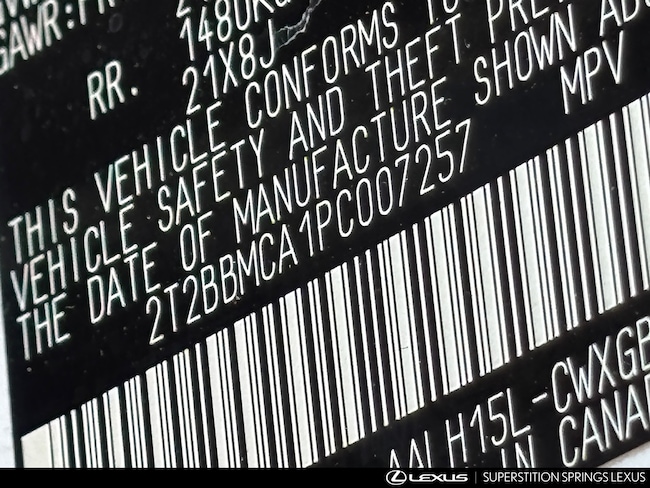 GAWR:FR
1480KG
RR. 21X8J
THIS VEHICLE CONFORMS TO
VEHICLE SAFETY AND THEFT PRE
THE DATE OF MANUFACTURE SHOWN ABO
2T2BBMCA1PC007257 MPV
AALH15L-CWXGB
IN CANAD
LEXUS | SUPERSTITION SPRINGS LEXUS